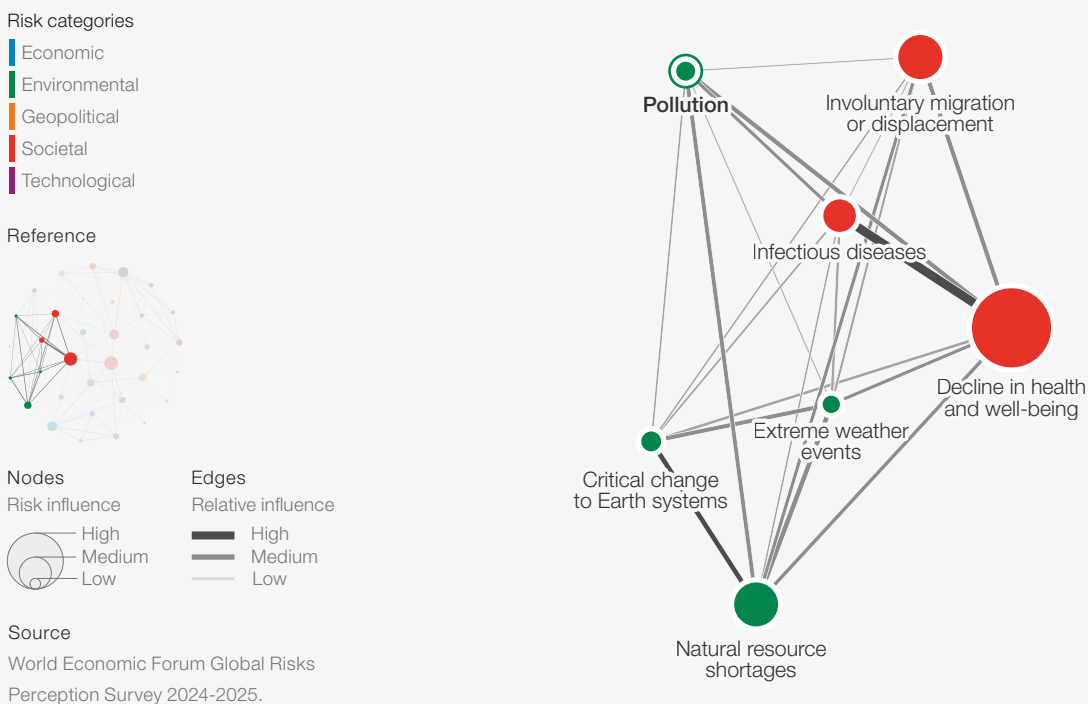 Risk categories
Economic
Environmental
Geopolitical
Societal
Technological
Reference
Nodes
Risk influence
High
Medium
Low
Edges
Relative influence
High
Medium
Low
Source
World Economic Forum Global Risks
Perception Survey 2024-2025.
Pollution
Involuntary migration
or displacement
Infectious diseases
Decline in health
and well-being
Extreme weather
events
Critical change
to Earth systems
Natural resource
shortages